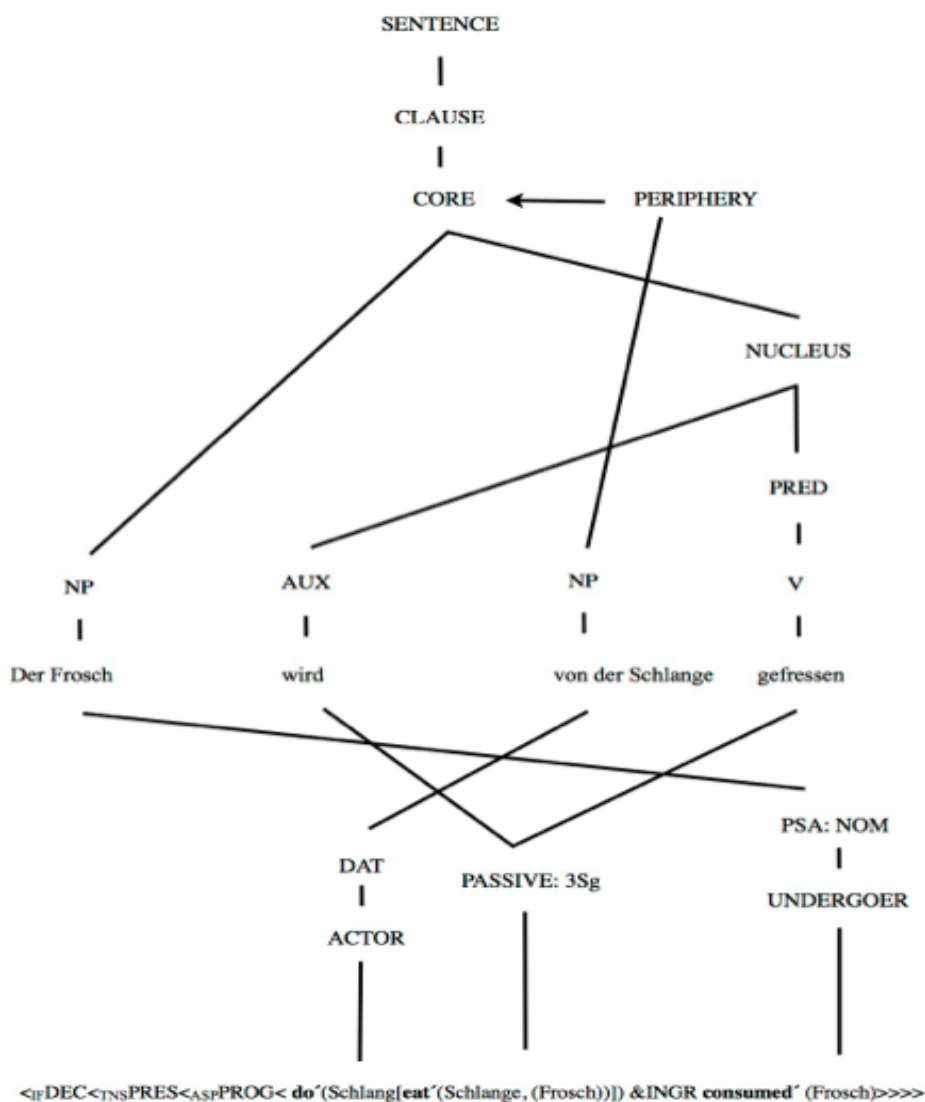 SENTENCE
CLAUSE
CORE PERIPHERY
NUCLEUS
PRED
NP AUX NP V
Der Frosch wird von der Schlange gefressen
PSA: NOM
DAT PASSIVE: 3Sg
UNDERGOER
ACTOR
<IFDEC<TNSPRES<ASPPROG< do´(Schlang[eat´(Schlange, (Frosch))]) &INGR consumed´ (Frosch)>>>>